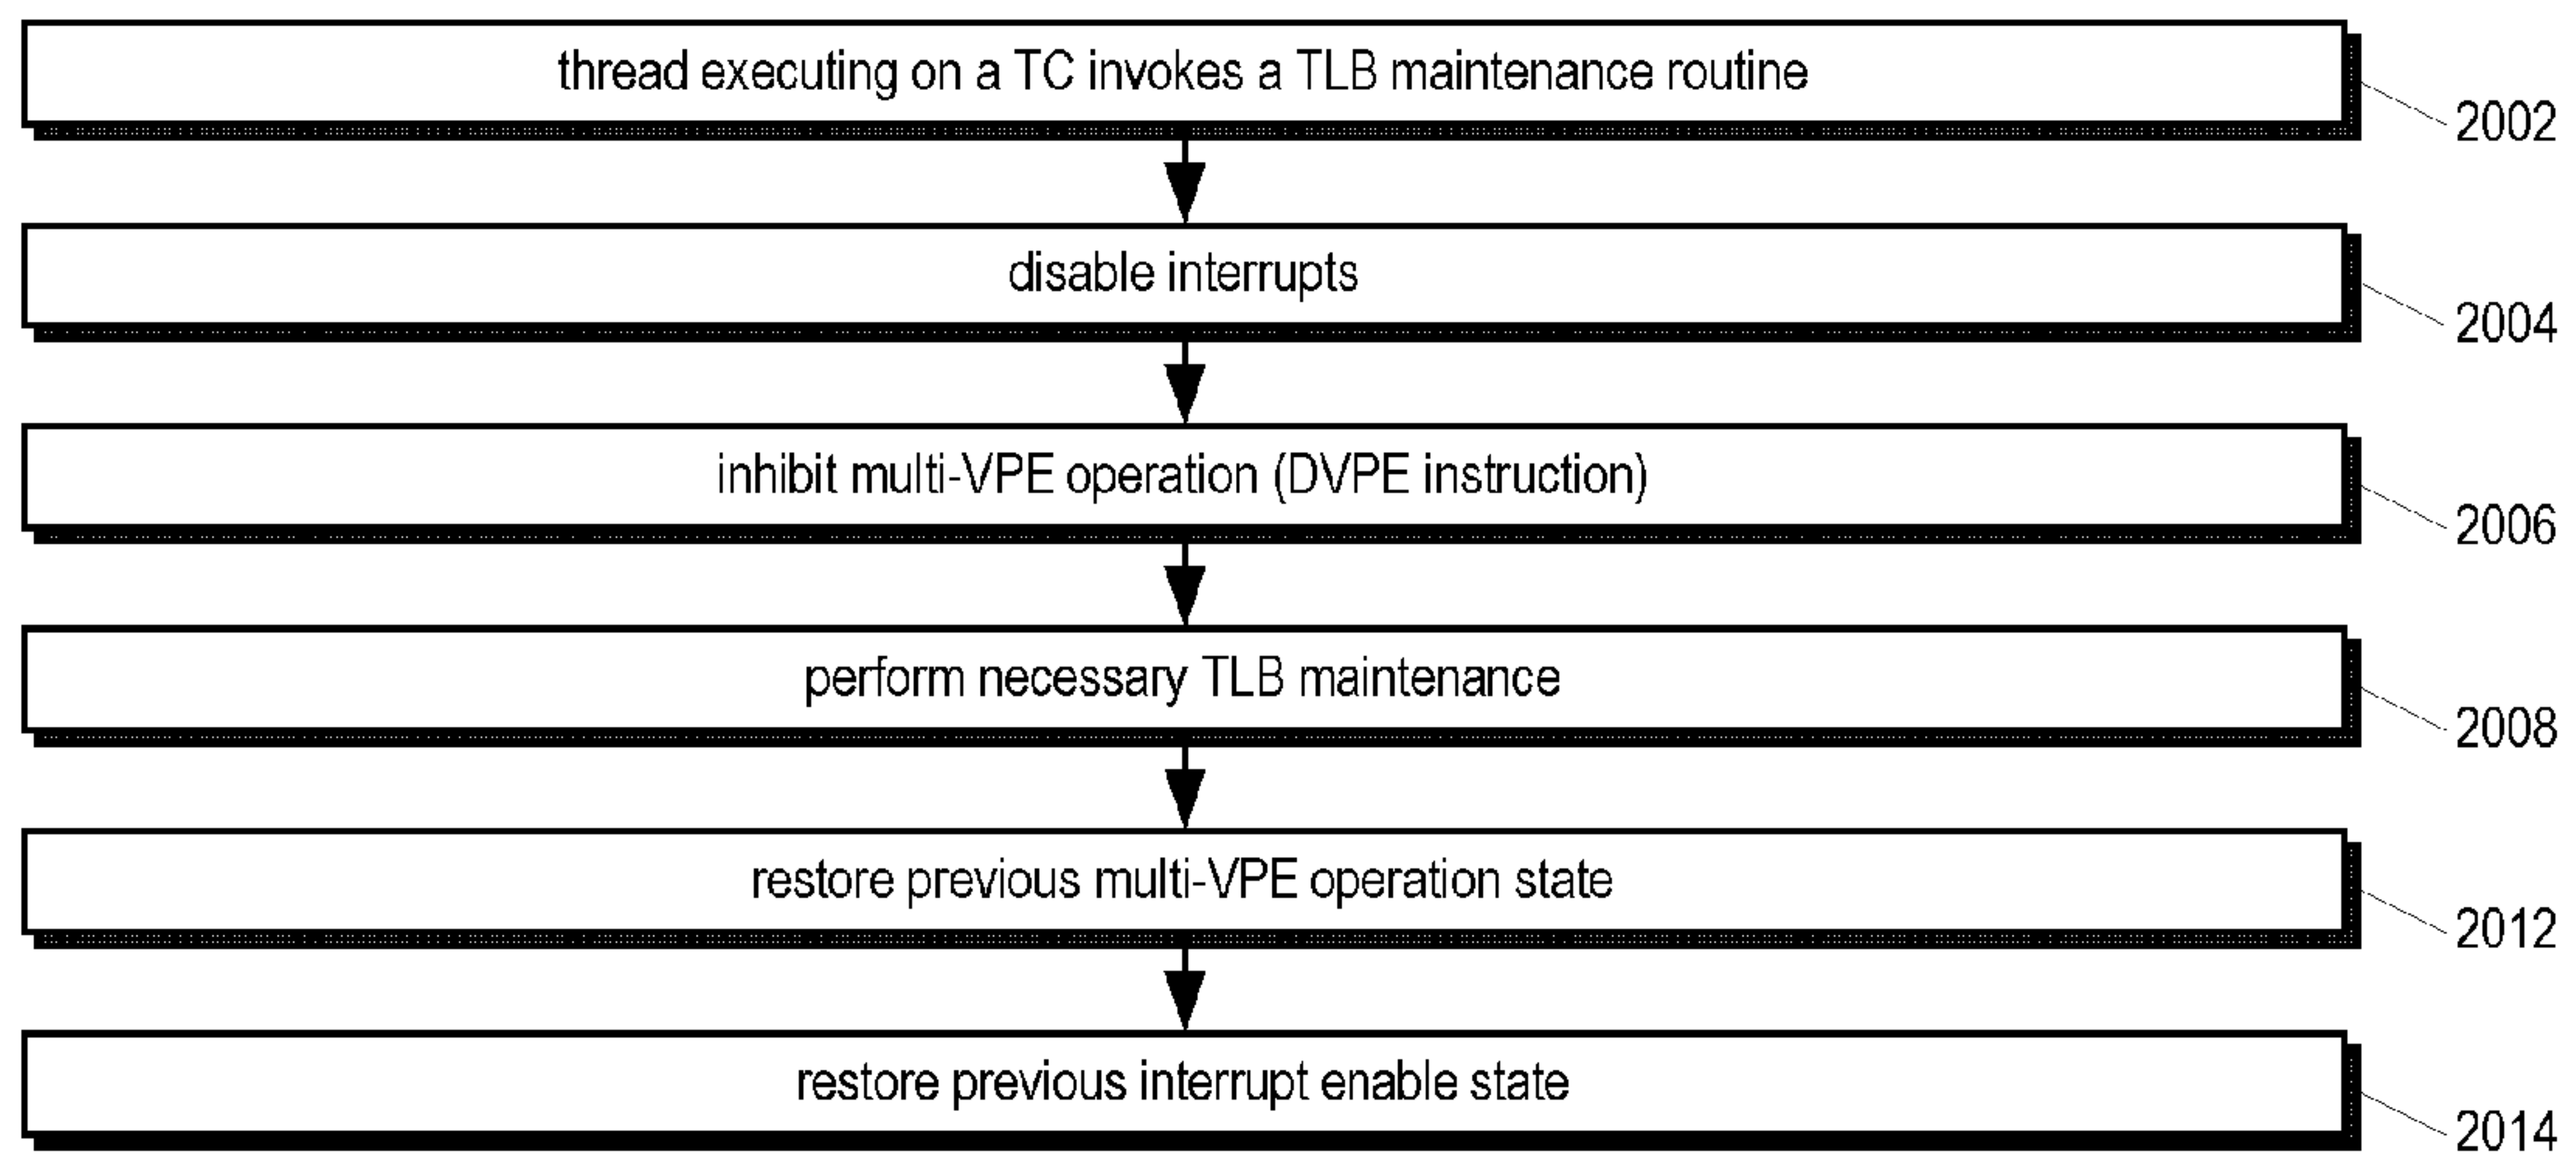 thread executing on a TC invokes a TLB maintenance routine
2002
disable interrupts
2004
inhibit multi-VPE operation (DVPE instruction)
2006
perform necessary TLB maintenance
2008
restore previous multi-VPE operation state
2012
restore previous interrupt enable state
2014